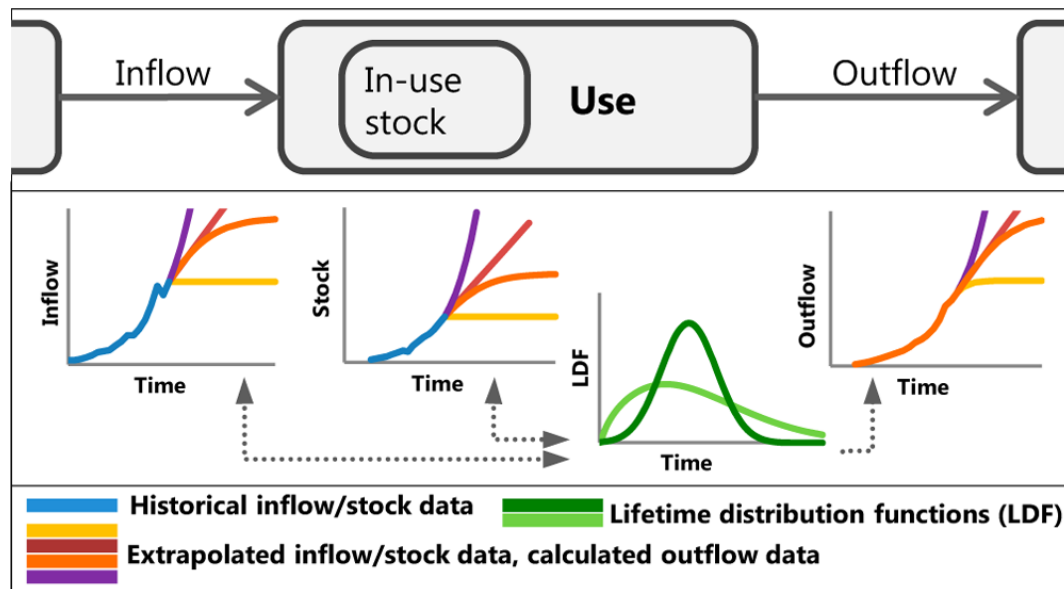 Inflow
In-use
stock
Use
Outflow
Inflow
Time
Stock
Time
LDF
Time
Outflow
Time
Historical inflow/stock data
Lifetime distribution functions (LDF)
Extrapolated inflow/stock data, calculated outflow data